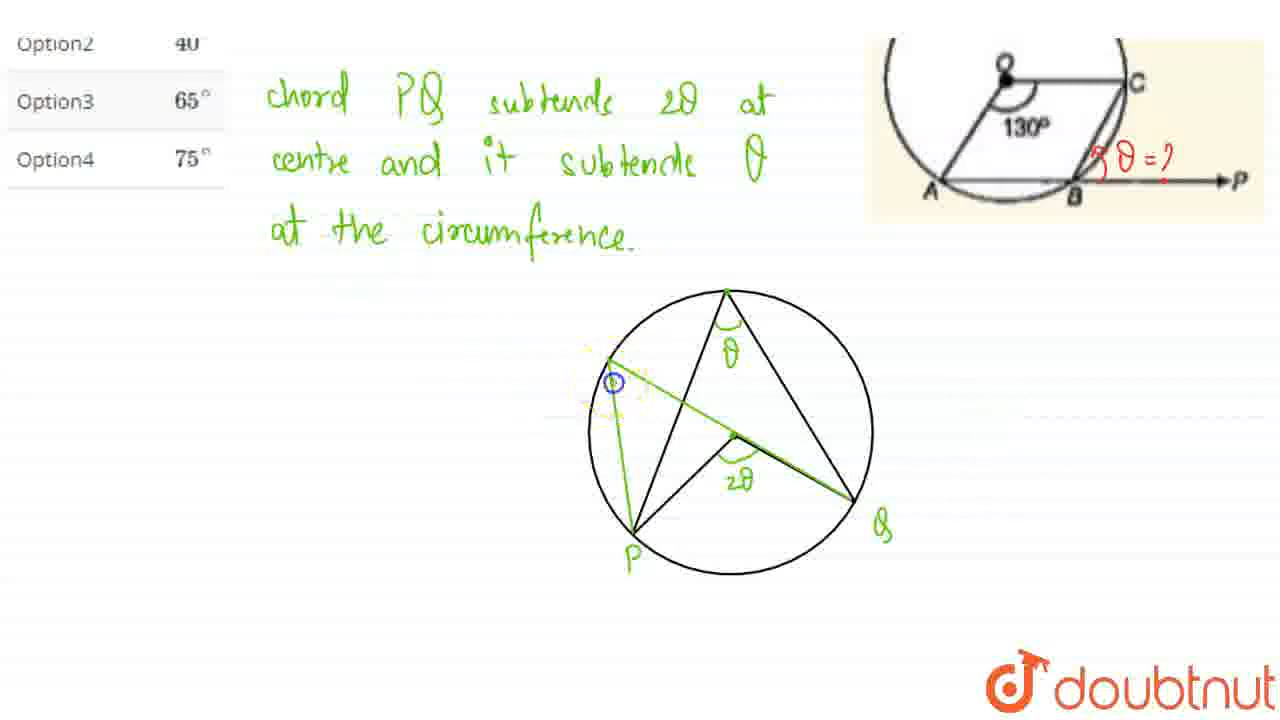 Option2 40°
Option3 65°
Option4 75°
chord PQ subtends 2θ at
centre and it subtends θ
at the circumference.
O
C
130°
θ = ?
A
B
P
θ
2θ
P
Q
doubtnut